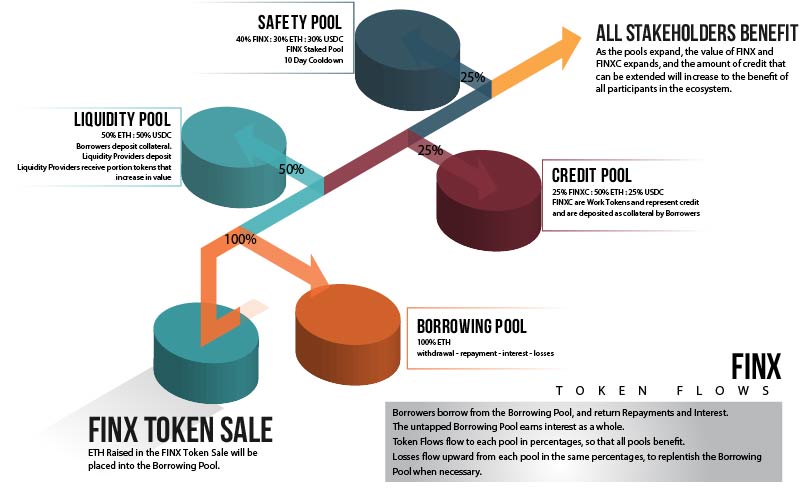 SAFETY POOL
40% FINX : 30% ETH : 30% USDC
FINX Staked Pool
10 Day Cooldown
25%
ALL STAKEHOLDERS BENEFIT
As the pools expand, the value of FINX and
FINXC expands, and the amount of credit that
can be extended will increase to the benefit of
all participants in the ecosystem.
LIQUIDITY POOL
50% ETH : 50% USDC
Borrowers deposit collateral.
Liquidity Providers deposit
Liquidity Providers receive portion tokens that
increase in value
50%
25%
CREDIT POOL
25% FINXC : 50% ETH : 25% USDC
FINXC are Work Tokens and represent credit
and are deposited as collateral by Borrowers
100%
BORROWING POOL
100% ETH
withdrawal - repayment - interest - losses
FINX TOKEN SALE
ETH Raised in the FINX Token Sale will be
placed into the Borrowing Pool.
FINX
TOKEN FLOWS
Borrowers borrow from the Borrowing Pool, and return Repayments and Interest.
The untapped Borrowing Pool earns interest as a whole.
Token Flows flow to each pool in percentages, so that all pools benefit.
Losses flow upward from each pool in the same percentages, to replentish the Borrowing
Pool when necessary.